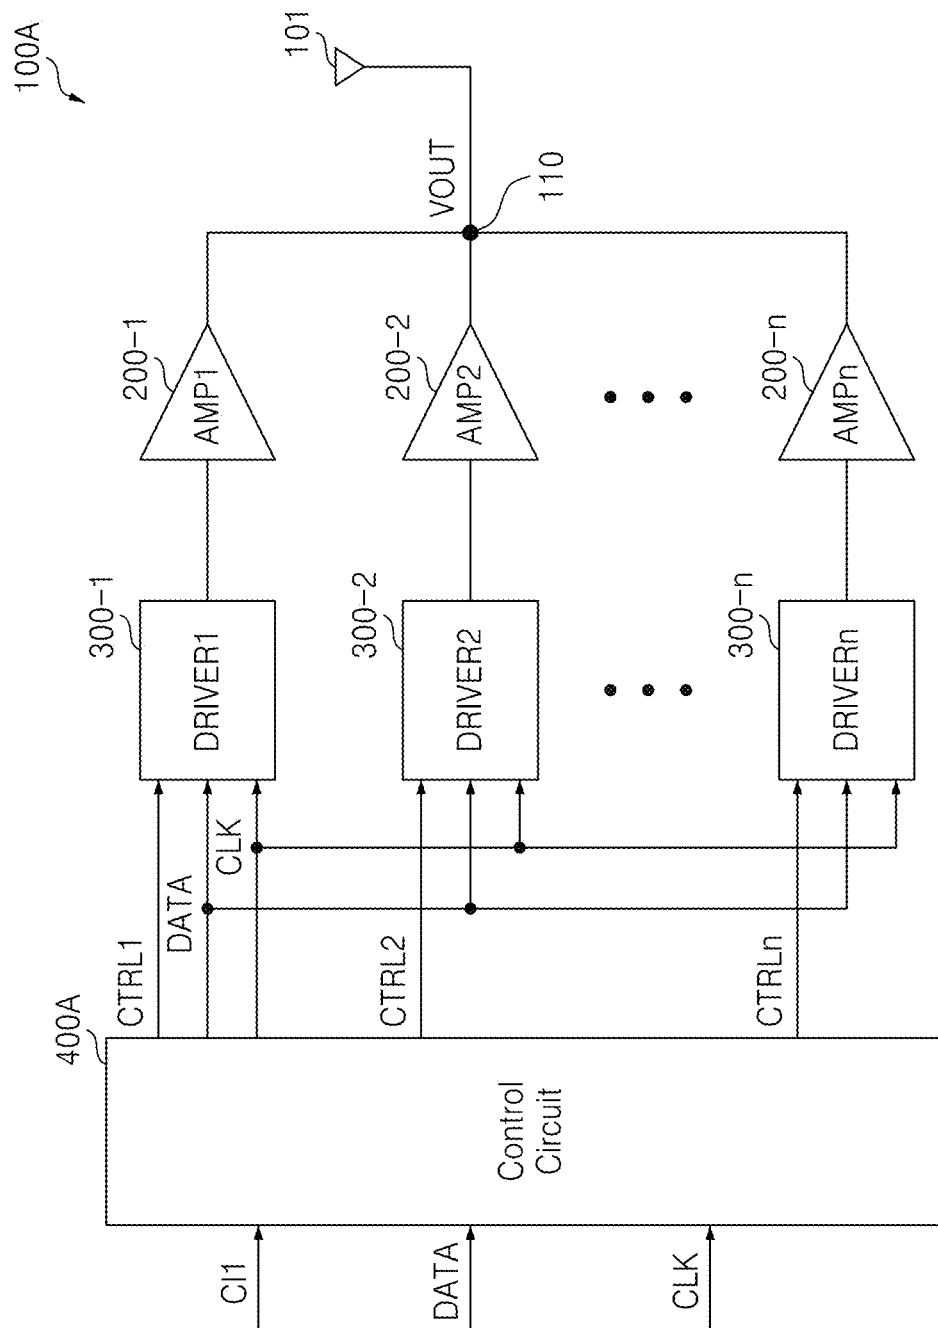 100A
101
VOUT
110
200-1
AMP1
200-2
AMP2
200-n
AMPn
300-1
DRIVER1
300-2
DRIVER2
300-n
DRIVERn
CTRL1
DATA
CLK
CTRL2
CTRLn
400A
Control
Circuit
CI1
DATA
CLK